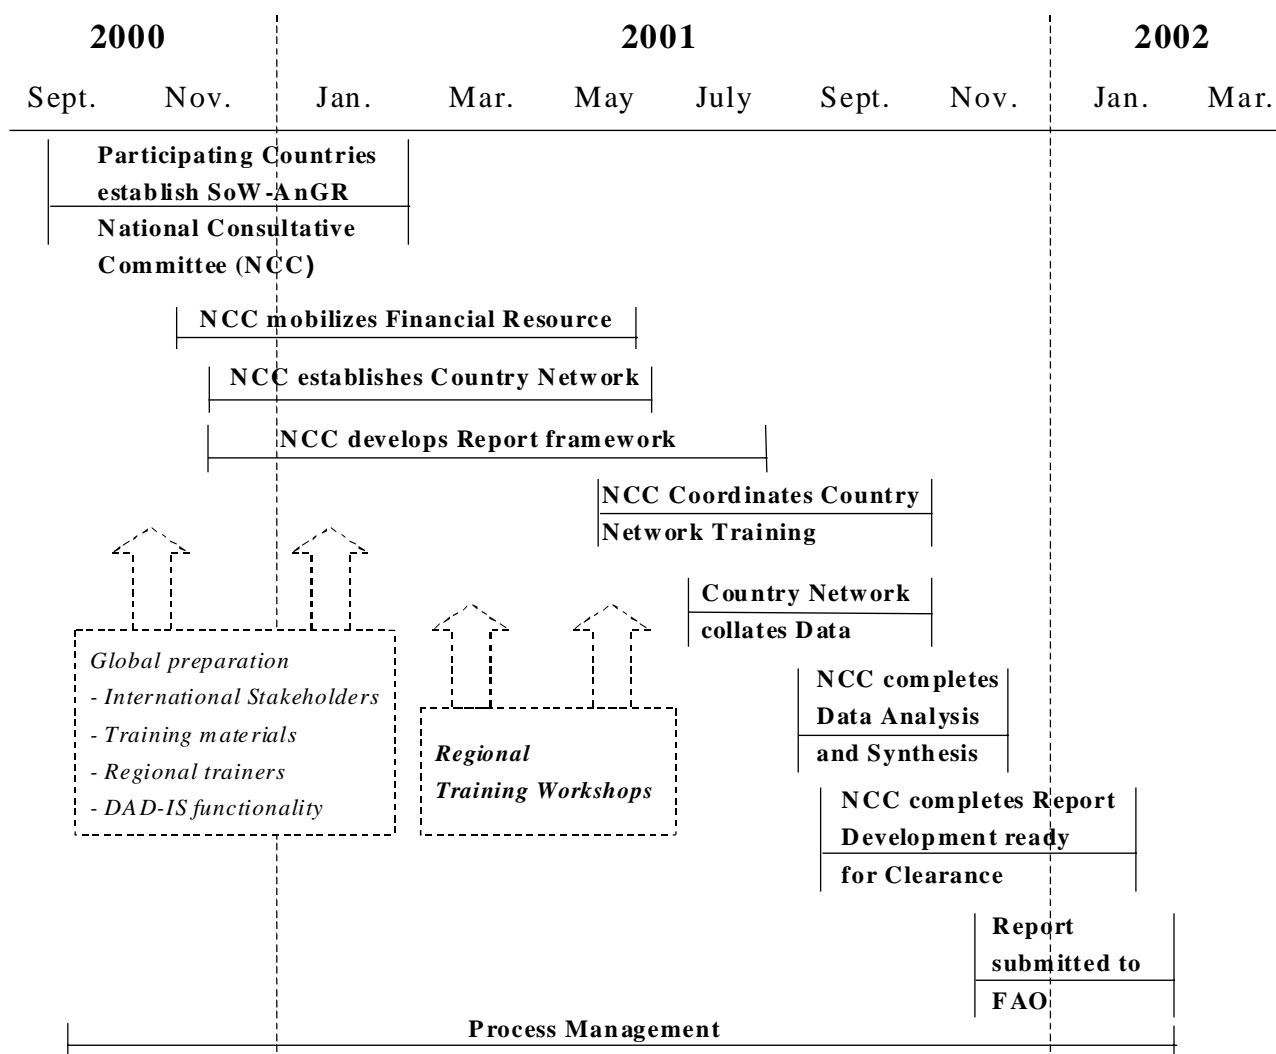 2000 2001 2002
Sept. Nov. Jan. Mar. May July Sept. Nov. Jan. Mar.
Participating Countries
establish SoW-AnGR
National Consultative
Committee (NCC)
NCC mobilizes Financial Resource
NCC establishes Country Network
NCC develops Report framework
NCC Coordinates Country
Network Training
Country Network
collates Data
Global preparation
- International Stakeholders
- Training materials
- Regional trainers
- DAD-IS functionality
Regional
Training Workshops
NCC completes
Data Analysis
and Synthesis
NCC completes Report
Development ready
for Clearance
Report
submitted to
FAO
Process Management